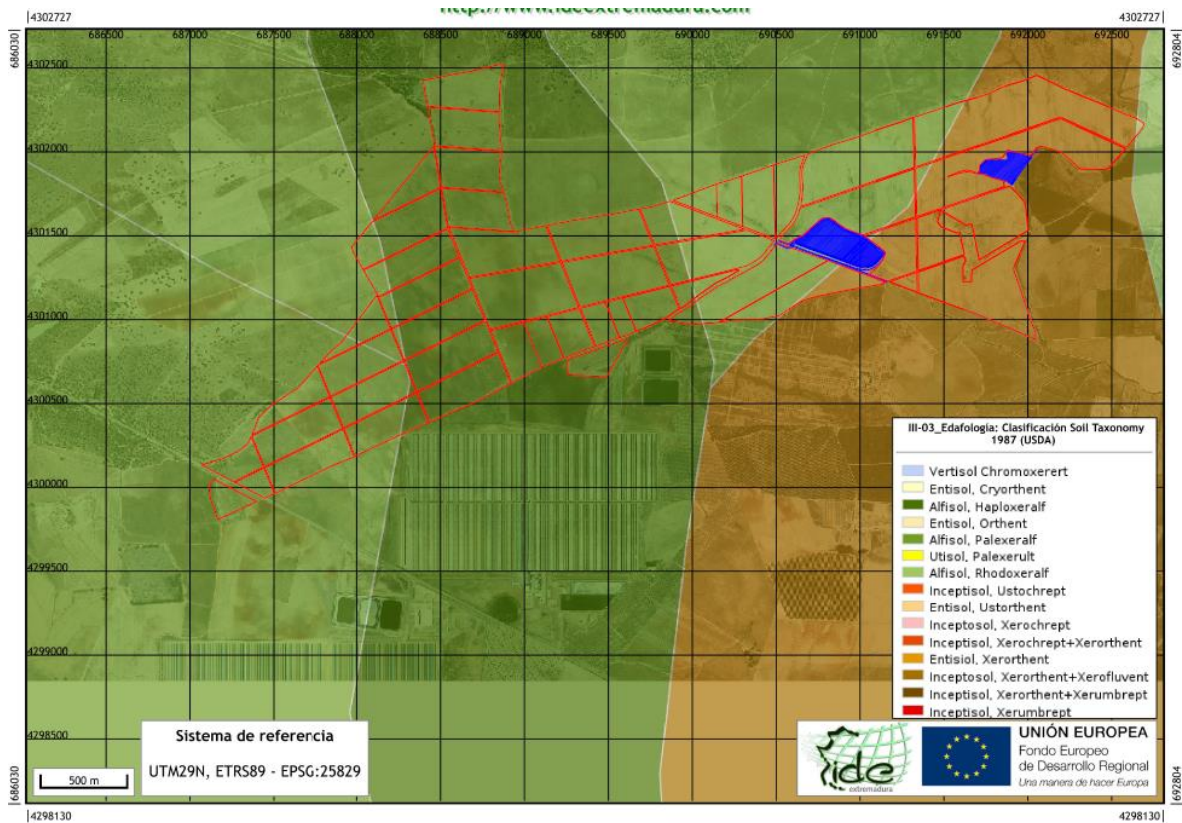 http://www.ideextremadura.com
4302727
4302727
686030
692804
686500
687000
687500
688000
688500
689000
689500
690000
690500
691000
691500
692000
692500
4302500
4302000
4301500
4301000
4300500
4300000
4299500
4299000
4298500
III-03_Edafología: Clasificación Soil Taxonomy
1987 (USDA)
Vertisol Chromoxerert
Entisol, Cryorthent
Alfisol, Haploxeralf
Entisol, Orthent
Alfisol, Palexeralf
Utisol, Palexerult
Alfisol, Rhodoxeralf
Inceptisol, Ustochrept
Entisol, Ustorthent
Inceptosol, Xerochrept
Inceptisol, Xerochrept+Xerorthent
Entisiol, Xerorthent
Inceptosol, Xerorthent+Xerofluvent
Inceptisol, Xerorthent+Xerumbrept
Inceptisol, Xerumbrept
Sistema de referencia
UTM29N, ETRS89 - EPSG:25829
500 m
ide
extremadura
UNIÓN EUROPEA
Fondo Europeo
de Desarrollo Regional
Una manera de hacer Europa
686030
692804
4298130
4298130